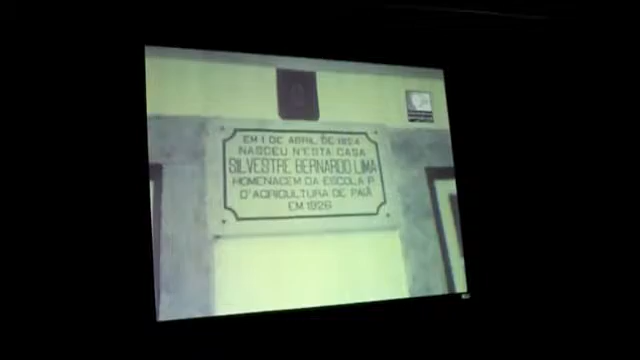 EM 1 DE ABRIL DE 1824
NASCEU N'ESTA CASA
SILVESTRE BERNARDO LIMA
HOMENAGEM DA ESCOLA P.
D'AGRICULTURA DE PAIÃ
EM 1926